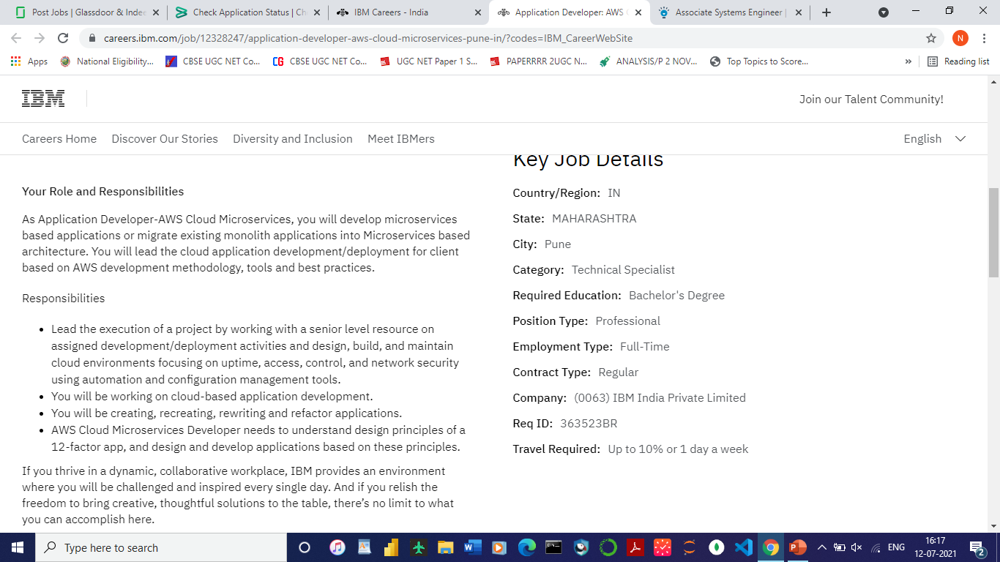 Post Jobs | Glassdoor & Inde
Check Application Status | Ch
IBM Careers - India
Application Developer: AWS C
Associate Systems Engineer |
careers.ibm.com/job/12328247/application-developer-aws-cloud-microservices-pune-in/?codes=IBM_CareerWebSite
N
Apps
National Eligibility...
CBSE UGC NET Co...
CG
CBSE UGC NET Co...
UGC NET Paper 1 S...
PAPERRRR 2UGC N...
ANALYSIS/P 2 NOV...
Top Topics to Score...
»
Reading list
IBM
Join our Talent Community!
Careers Home
Discover Our Stories
Diversity and Inclusion
Meet IBMers
English
Your Role and Responsibilities
As Application Developer-AWS Cloud Microservices, you will develop microservices
based applications or migrate existing monolith applications into Microservices based
architecture. You will lead the cloud application development/deployment for client
based on AWS development methodology, tools and best practices.
Responsibilities
• Lead the execution of a project by working with a senior level resource on
assigned development/deployment activities and design, build, and maintain
cloud environments focusing on uptime, access, control, and network security
using automation and configuration management tools.
• You will be working on cloud-based application development.
• You will be creating, recreating, rewriting and refactor applications.
• AWS Cloud Microservices Developer needs to understand design principles of a
12-factor app, and design and develop applications based on these principles.
If you thrive in a dynamic, collaborative workplace, IBM provides an environment
where you will be challenged and inspired every single day. And if you relish the
freedom to bring creative, thoughtful solutions to the table, there’s no limit to what
you can accomplish here.
Key Job Details
Country/Region: IN
State: MAHARASHTRA
City: Pune
Category: Technical Specialist
Required Education: Bachelor's Degree
Position Type: Professional
Employment Type: Full-Time
Contract Type: Regular
Company: (0063) IBM India Private Limited
Req ID: 363523BR
Travel Required: Up to 10% or 1 day a week
Type here to search
ENG
16:17
12-07-2021
2